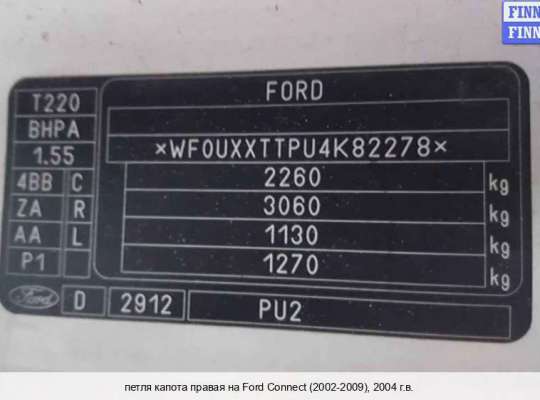 FINN
FINN
T220
BHPA
1.55
4BB C
ZA R
AA L
P1
FORD
*WF0UXXTTPU4K82278*
2260 kg
3060
1130 kg
1270 kg
Ford D 2912 PU2
петля капота правая на Ford Connect (2002-2009), 2004 г.в.